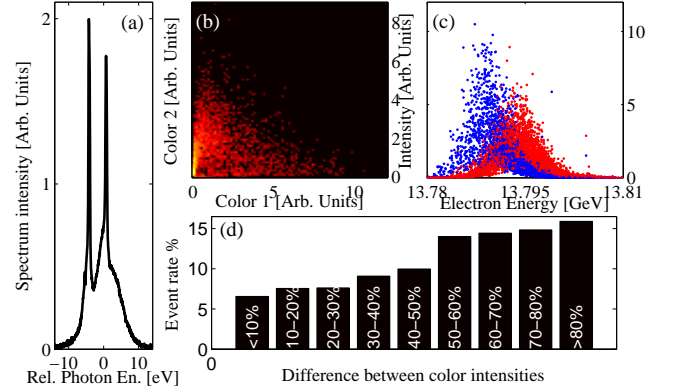 (a)
2
1
0
Spectrum intensity [Arb. Units]
−10 0 10
Rel. Photon En. [eV]
(b)
Color 2 [Arb. Units]
8
6
4
2
0
0 5 10
Color 1 [Arb. Units]
(c)
Intensity [Arb. Units]
10
5
0
13.78 13.795 13.81
Electron Energy [GeV]
(d)
Event rate %
15
10
5
0
<10%
10−20%
20−30%
30−40%
40−50%
50−60%
60−70%
70−80%
>80%
Difference between color intensities